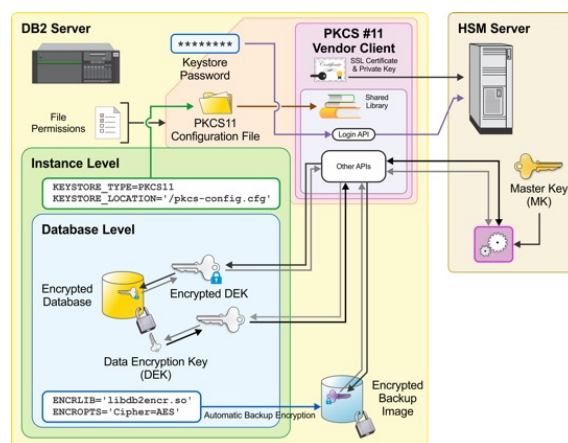 DB2 Server
********
Keystore
Password
PKCS #11
Vendor Client
SSL Certificate
& Private Key
Certificate
HSM Server
File
Permissions
PKCS11
Configuration File
Shared
Library
Login API
Instance Level
Other APIs
KEYSTORE_TYPE=PKCS11
KEYSTORE_LOCATION='/pkcs-config.cfg'
Master Key
(MK)
Database Level
Encrypted
Database
Encrypted DEK
Data Encryption Key
(DEK)
ENCRLIB='libdb2encr.so'
ENCROPTS='Cipher=AES'
Automatic Backup Encryption
Encrypted
Backup
Image